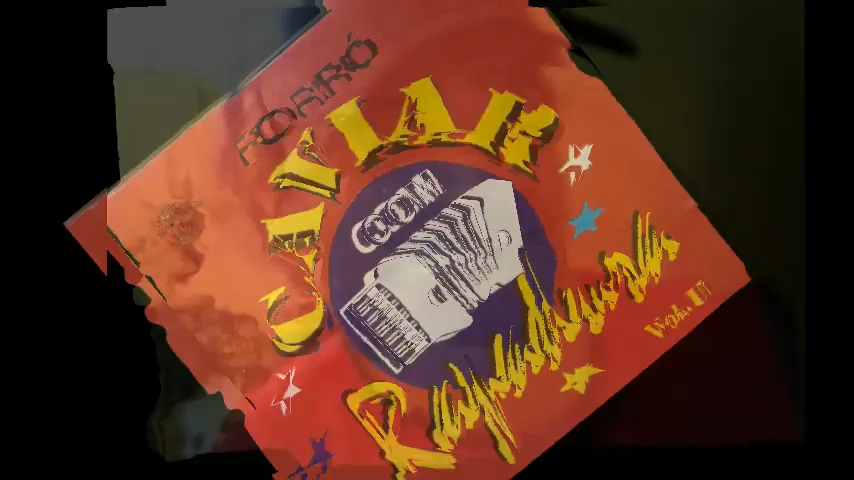 FORRÓ
CAVIAR
COM
Rapadura
Vol. II